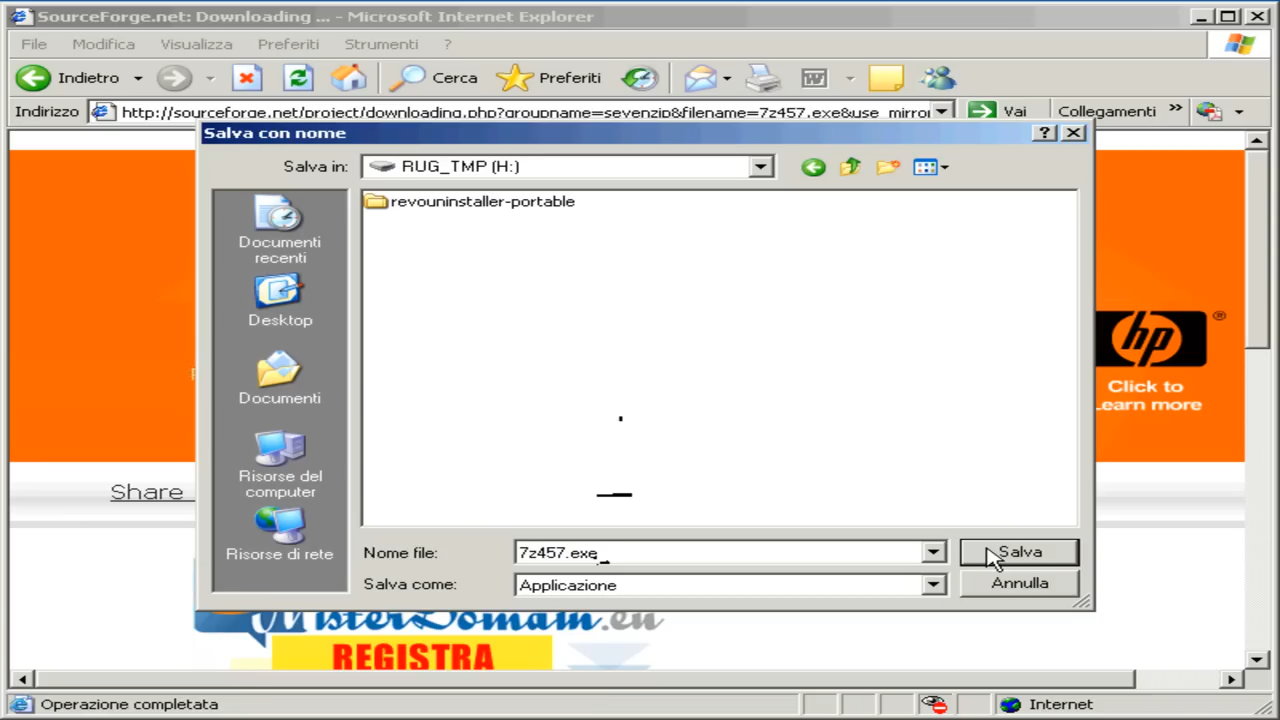 SourceForge.net: Downloading ... - Microsoft Internet Explorer
File Modifica Visualizza Preferiti Strumenti ?
Indietro Cerca Preferiti
Indirizzo http://sourceforge.net/project/downloading.php?groupname=sevenzip&filename=7z457.exe&use_mirror Vai Collegamenti »
Salva con nome
Salva in: RUG_TMP (H:)
revouninstaller-portable
Documenti recenti
Desktop
Documenti
Risorse del computer
Risorse di rete
Nome file: 7z457.exe
Salva
Salva come: Applicazione
Annulla
hp ®
Click to
Learn more
Share
MisterDomain.eu
REGISTRA
Operazione completata
Internet